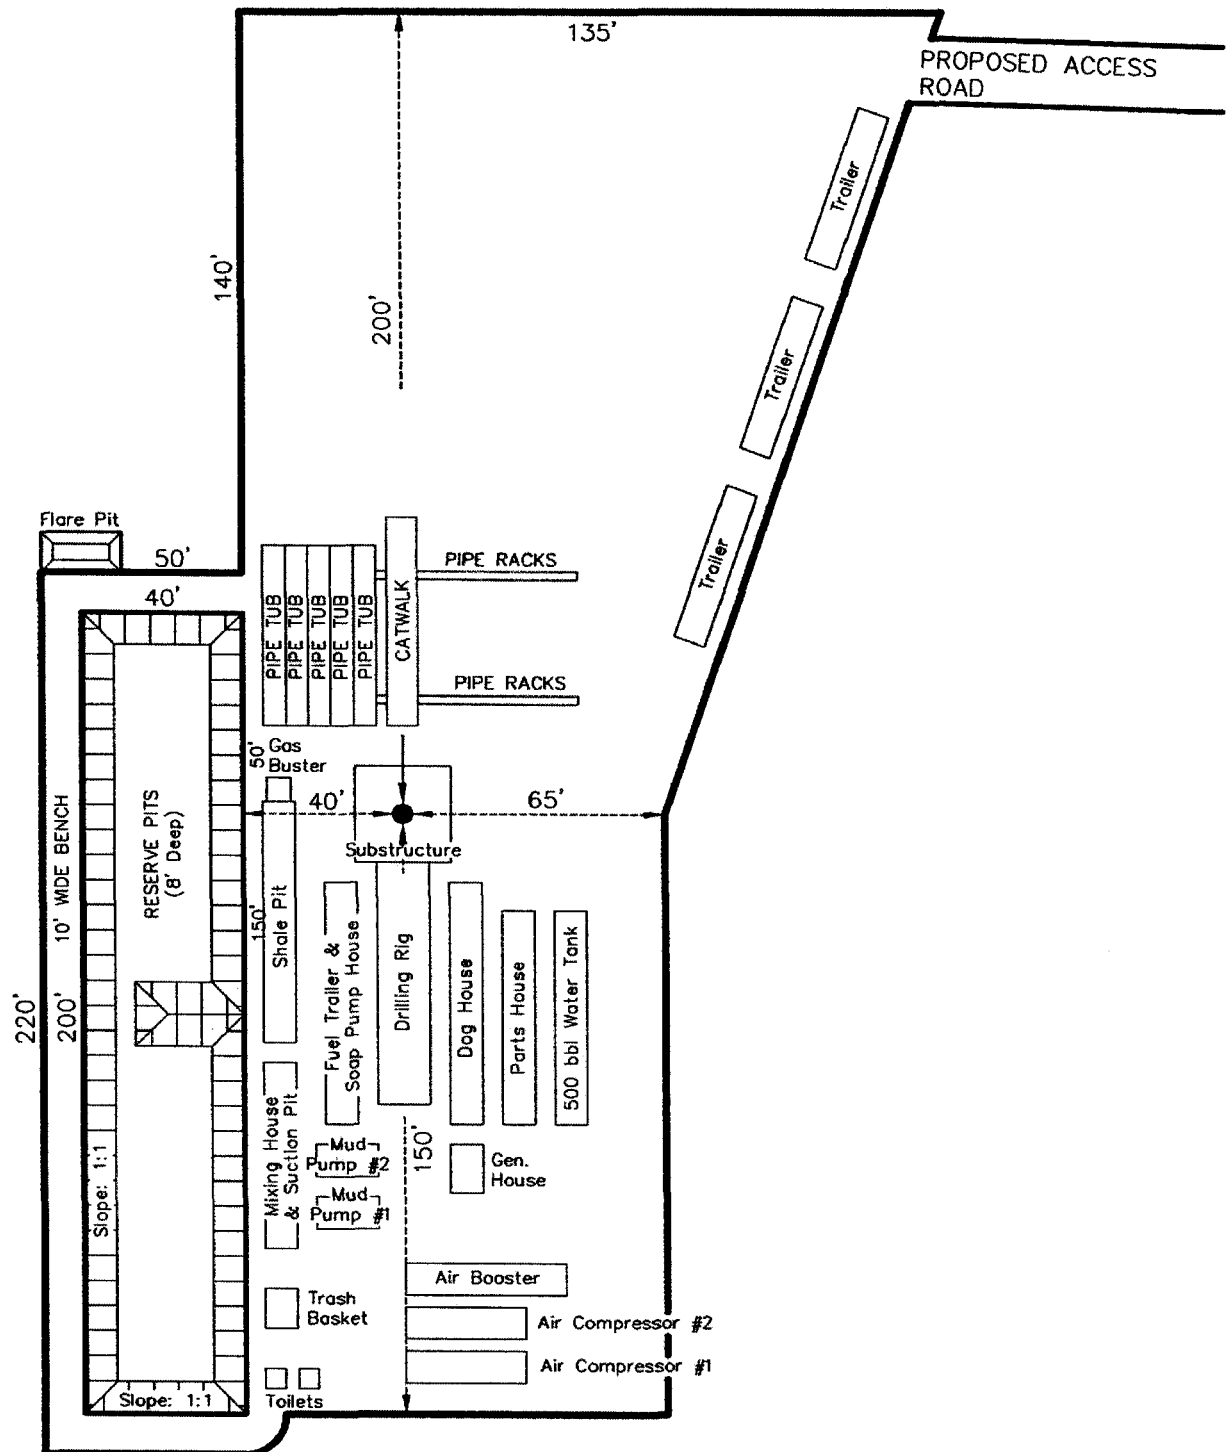 135'
PROPOSED ACCESS
ROAD
Trailer
140'
200'
Trailer
Flare Pit
50'
Trailer
40'
PIPE TUB
PIPE TUB
PIPE TUB
PIPE TUB
PIPE TUB
CATWALK
PIPE RACKS
PIPE RACKS
50'
Gas
Buster
40'
65'
Substructure
10' WIDE BENCH
RESERVE PITS
(8' Deep)
150'
Shale Pit
Fuel Trailer &
Soap Pump House
Drilling Rig
Dog House
Parts House
500 bbl Water Tank
220'
200'
Mixing House
& Suction Pit
Mud
Pump #2
Mud
Pump #1
150'
Gen.
House
Slope: 1:1
Air Booster
Trash
Basket
Air Compressor #2
Air Compressor #1
Slope: 1:1
Toilets